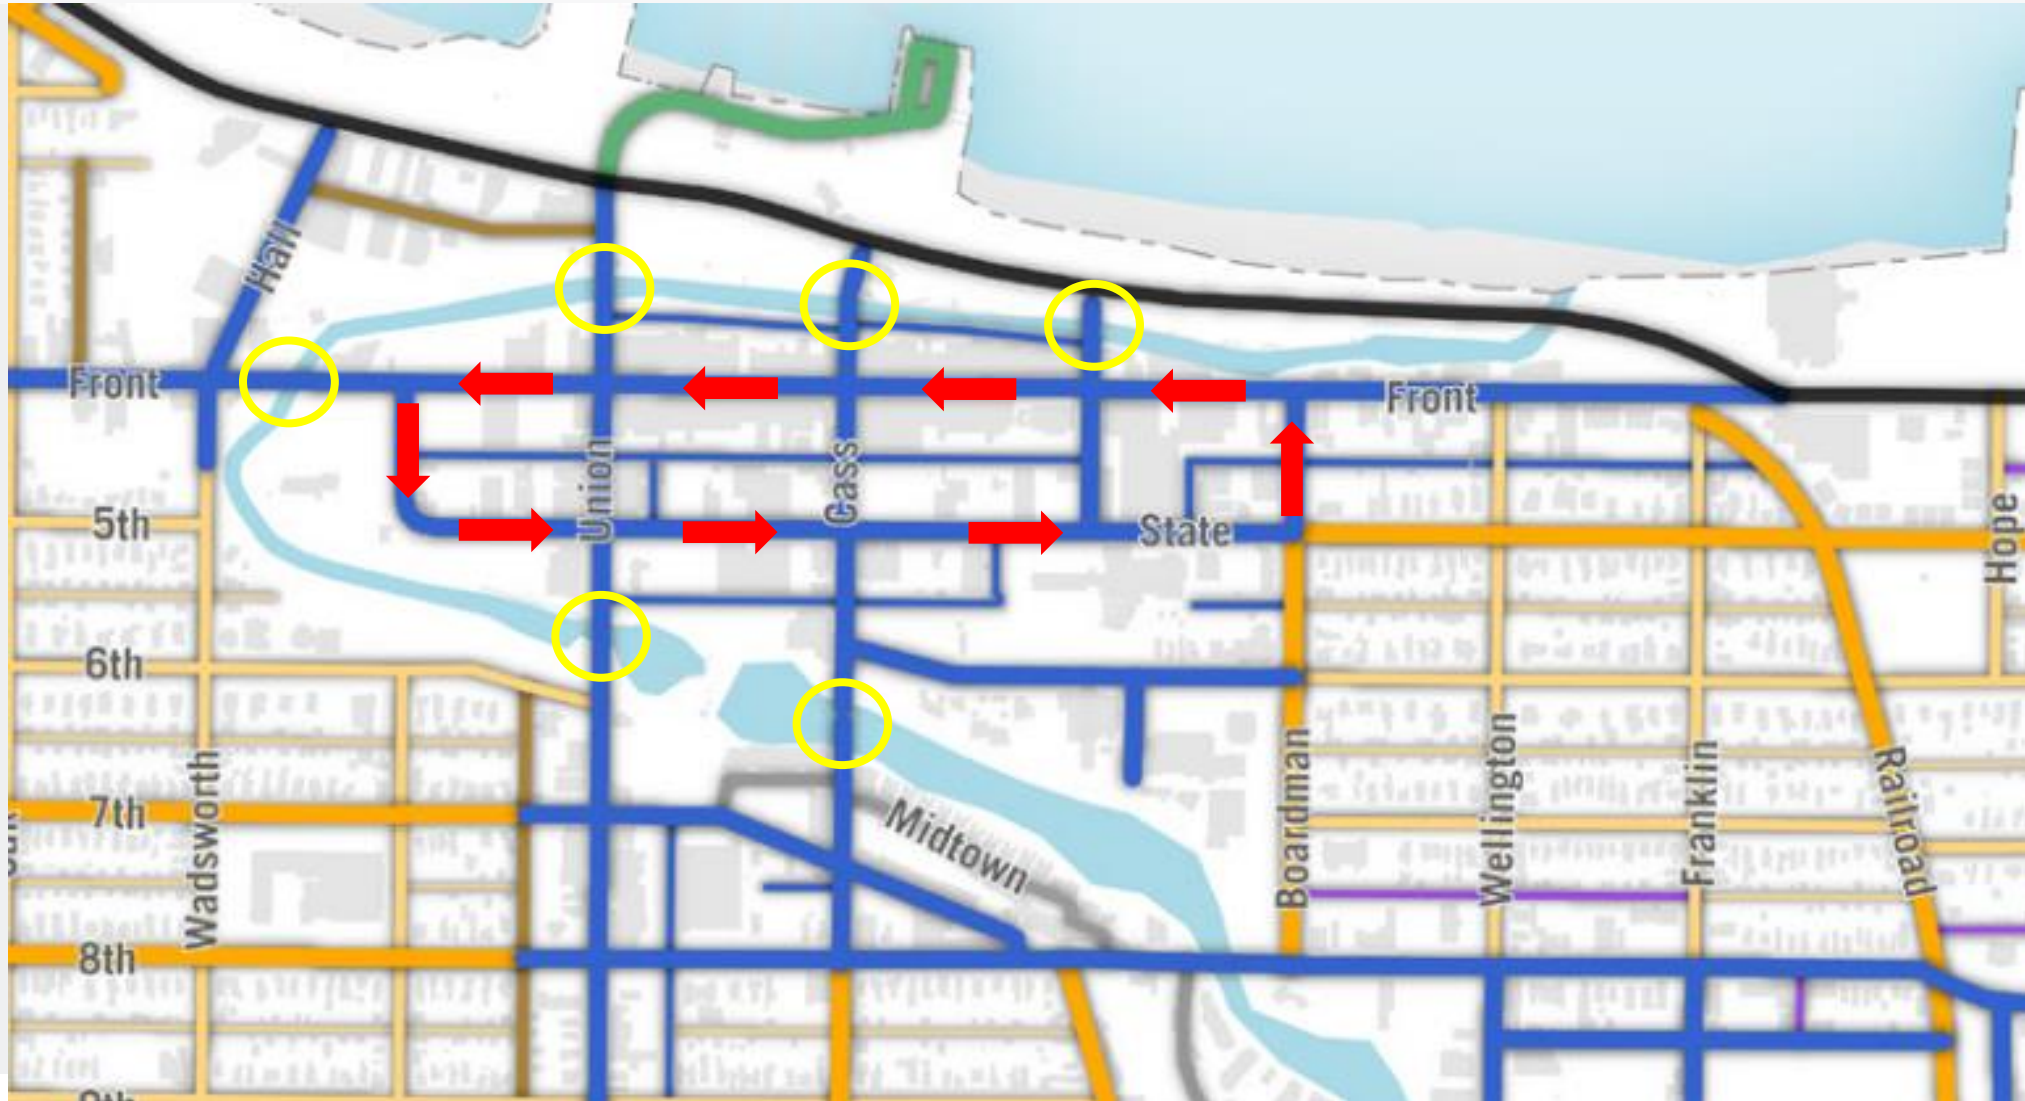 Hall
Front
Front
Union
Cass
5th
State
Hope
6th
Wadsworth
7th
Midtown
Boardman
Wellington
Franklin
Railroad
8th